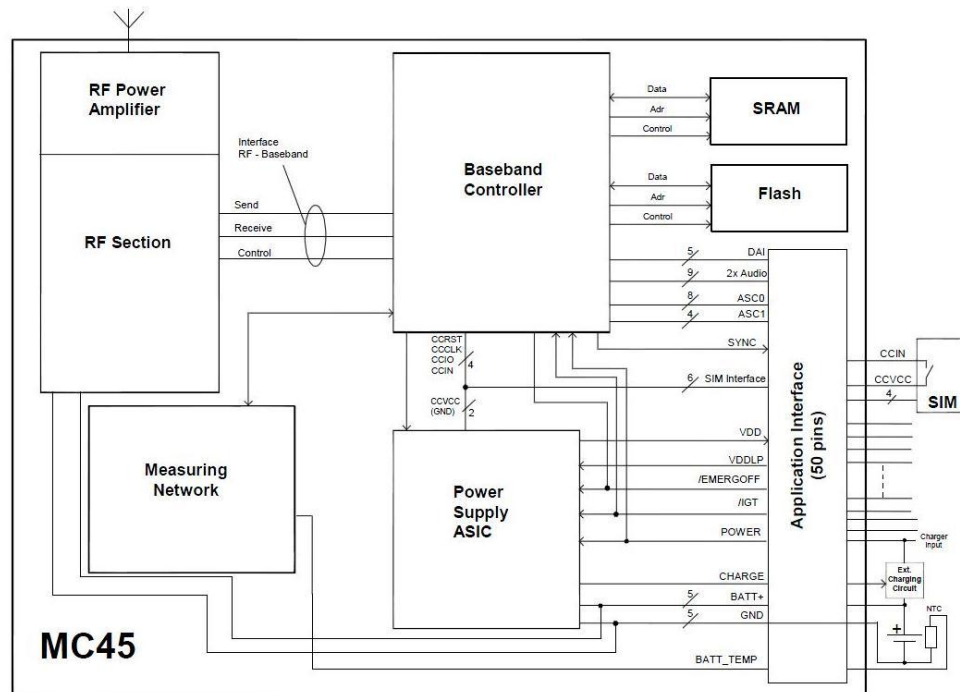 RF Power
Amplifier
RF Section
Interface
RF - Baseband
Send
Receive
Control
Baseband
Controller
Data
Adr
Control
SRAM
Data
Adr
Control
Flash
5
DAI
9
2x Audio
8
ASC0
4
ASC1
SYNC
6
SIM Interface
CCRST
CCCLK
CCIO
CCIN
4
CCVCC
(GND)
2
Measuring
Network
Power
Supply
ASIC
VDD
VDDLP
/EMERGOFF
/IGT
POWER
CHARGE
5
BATT+
5
GND
BATT_TEMP
Application Interface
(50 pins)
CCIN
CCVCC
4
SIM
Charger
Input
Ext.
Charging
Circuit
NTC
+
MC45